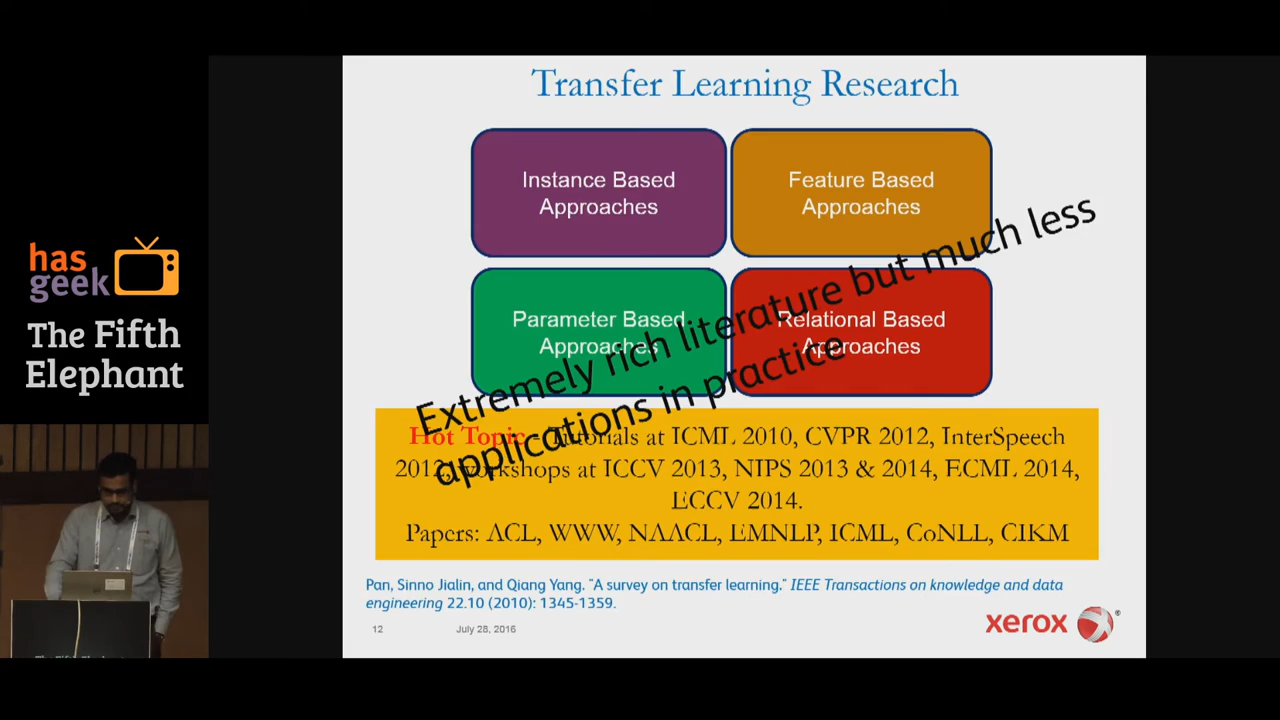 Transfer Learning Research
Instance Based
Approaches
Feature Based
Approaches
Parameter Based
Approaches
Relational Based
Approaches
Extremely rich literature but much less
applications in practice
Hot Topic - Tutorials at ICML 2010, CVPR 2012, InterSpeech
2012, workshops at ICCV 2013, NIPS 2013 & 2014, ECML 2014,
ECCV 2014.
Papers: ACL, WWW, NAACL, EMNLP, ICML, CoNLL, CIKM
Pan, Sinno Jialin, and Qiang Yang. "A survey on transfer learning." IEEE Transactions on knowledge and data
engineering 22.10 (2010): 1345-1359.
12
July 28, 2016
xerox
has
geek
The Fifth
Elephant